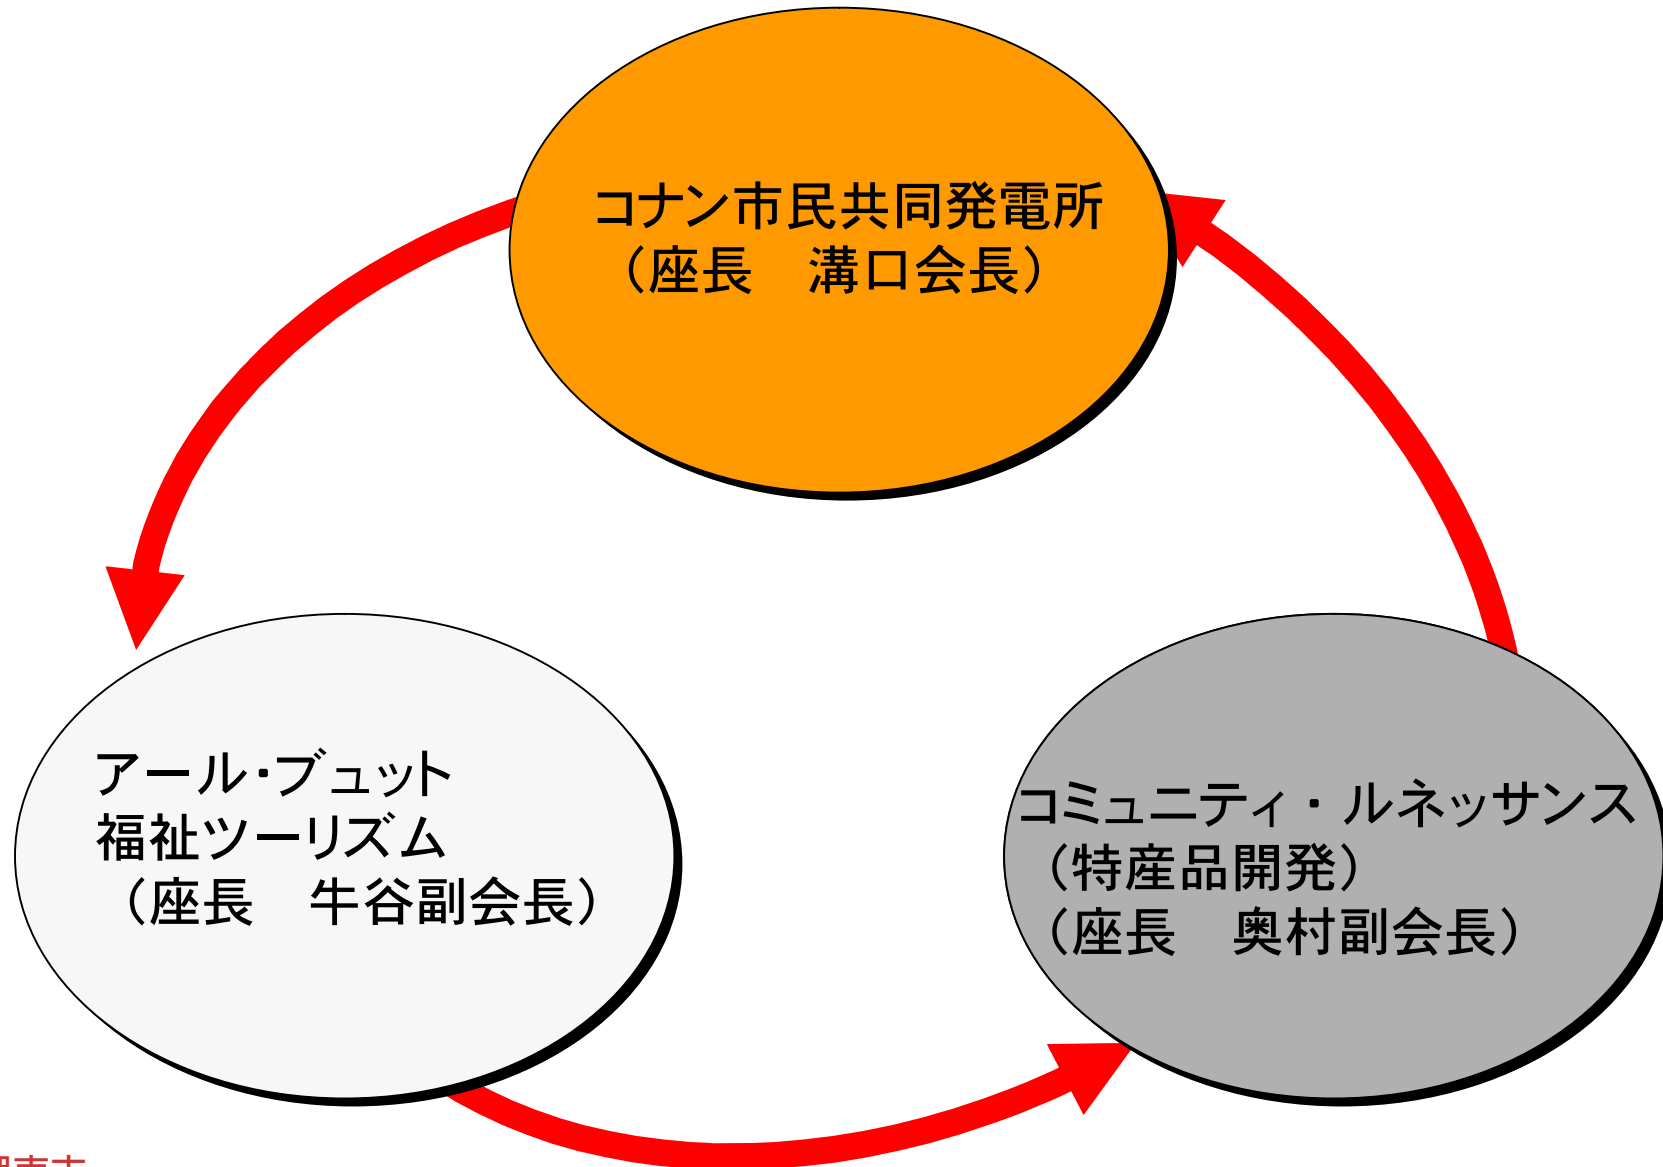 コナン市民共同発電所
（座長　溝口会長）
アール・ブュット
福祉ツーリズム
（座長　牛谷副会長）
コミュニティ・ルネッサンス
（特産品開発）
（座長　奥村副会長）